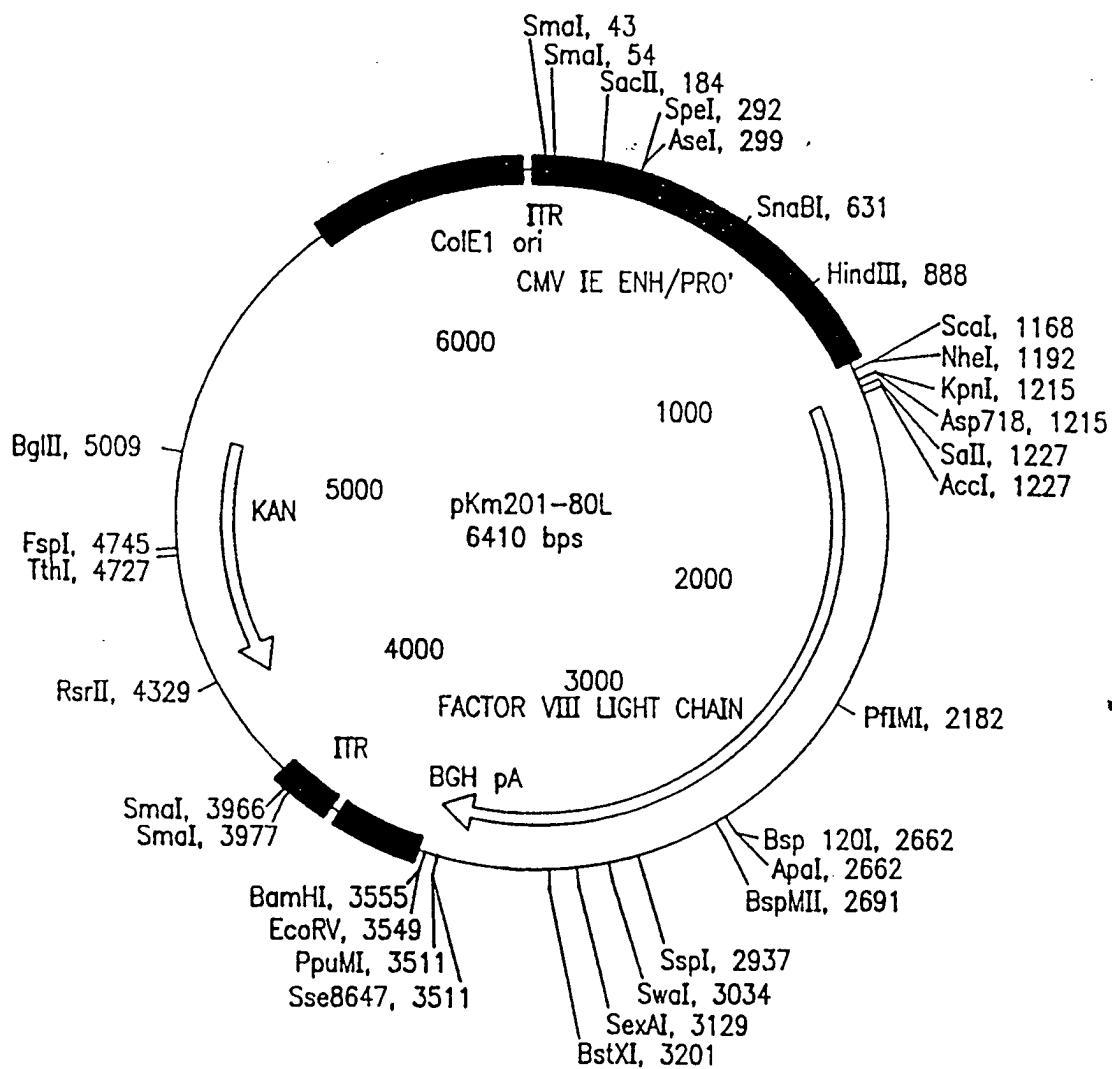 SmaI, 43
SmaI, 54
SacII, 184
SpeI, 292
AseI, 299
SnaBI, 631
HindIII, 888
ScaI, 1168
NheI, 1192
KpnI, 1215
Asp718, 1215
SalI, 1227
AccI, 1227
ITR
ColE1 ori
CMV IE ENH/PRO'
6000
1000
BglII, 5009
KAN
5000
pKm201-80L
6410 bps
FspI, 4745
TthI, 4727
2000
4000
3000
RsrII, 4329
FACTOR VIII LIGHT CHAIN
PflMI, 2182
ITR
BGH pA
SmaI, 3966
SmaI, 3977
Bsp 120I, 2662
ApaI, 2662
BspMII, 2691
BamHI, 3555
EcoRV, 3549
PpuMI, 3511
Sse8647, 3511
SspI, 2937
SwaI, 3034
SexAI, 3129
BstXI, 3201